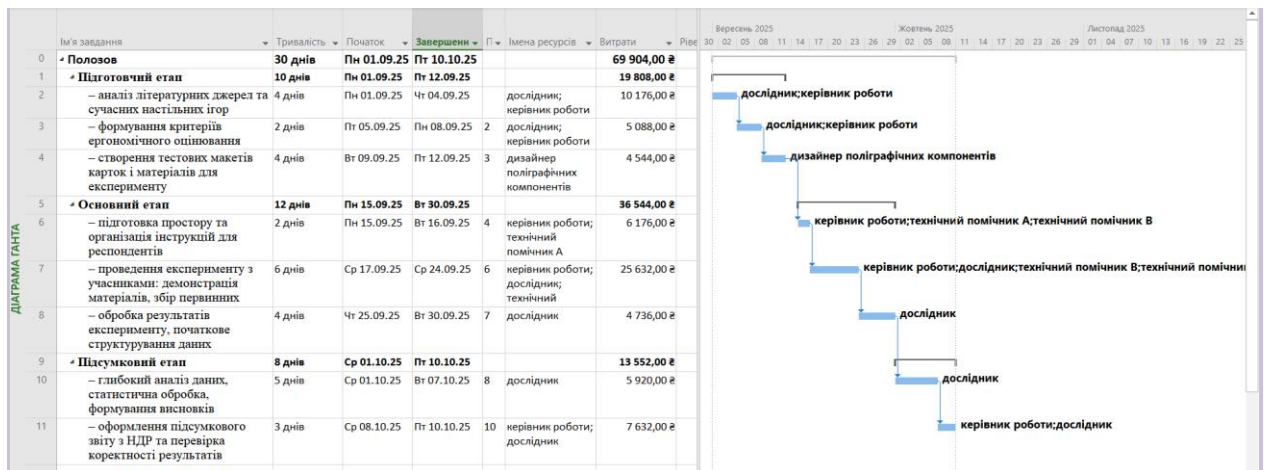 Вересень 2025 Жовтень 2025 Листопад 2025
Ім'я завдання Тривалість Початок Завершенн П Імена ресурсів Витрати Ріве 30 02 05 08 11 14 17 20 23 26 29 02 05 08 11 14 17 20 23 26 29 01 04 07 10 13 16 19 22 25
0 Полозов 30 днів Пн 01.09.25 Пт 10.10.25 69 904,00 ₴
1 Підготовчий етап 10 днів Пн 01.09.25 Пт 12.09.25 19 808,00 ₴
2 – аналіз літературних джерел та 4 днів Пн 01.09.25 Чт 04.09.25 дослідник; 10 176,00 ₴ дослідник;керівник роботи
сучасних настільних ігор керівник роботи
3 – формування критеріїв 2 днів Пт 05.09.25 Пн 08.09.25 2 дослідник; 5 088,00 ₴ дослідник;керівник роботи
ергономічного оцінювання керівник роботи
4 – створення тестових макетів 4 днів Вт 09.09.25 Пт 12.09.25 3 дизайнер 4 544,00 ₴ дизайнер поліграфічних компонентів
карток і матеріалів для поліграфічних
експерименту компонентів
5 Основний етап 12 днів Пн 15.09.25 Вт 30.09.25 36 544,00 ₴
6 – підготовка простору та 2 днів Пн 15.09.25 Вт 16.09.25 4 керівник роботи; 6 176,00 ₴ керівник роботи;технічний помічник А;технічний помічник В
організація інструкцій для технічний
респондентів помічник А
7 – проведення експерименту з 6 днів Ср 17.09.25 Ср 24.09.25 6 керівник роботи; 25 632,00 ₴ керівник роботи;дослідник;технічний помічник В;технічний помічни
учасниками: демонстрація дослідник;
матеріалів, збір первинних технічний
8 – обробка результатів 4 днів Чт 25.09.25 Вт 30.09.25 7 дослідник 4 736,00 ₴ дослідник
експерименту, початкове
структурування даних
9 Підсумковий етап 8 днів Ср 01.10.25 Пт 10.10.25 13 552,00 ₴
10 – глибокий аналіз даних, 5 днів Ср 01.10.25 Вт 07.10.25 8 дослідник 5 920,00 ₴ дослідник
статистична обробка,
формування висновків
11 – оформлення підсумкового 3 днів Ср 08.10.25 Пт 10.10.25 10 керівник роботи; 7 632,00 ₴ керівник роботи;дослідник
звіту з НДР та перевірка дослідник
коректності результатів
ДІАГРАМА ГАНТА